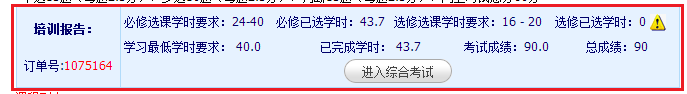 培训报告：
订单号:1075164
必修选课学时要求：24-40 必修已选学时：43.7 选修选课学时要求：16 - 20 选修已选学时：0
学习最低学时要求： 40.0 已完成学时： 43.7 考试成绩：90.0 总成绩：90
进入综合考试